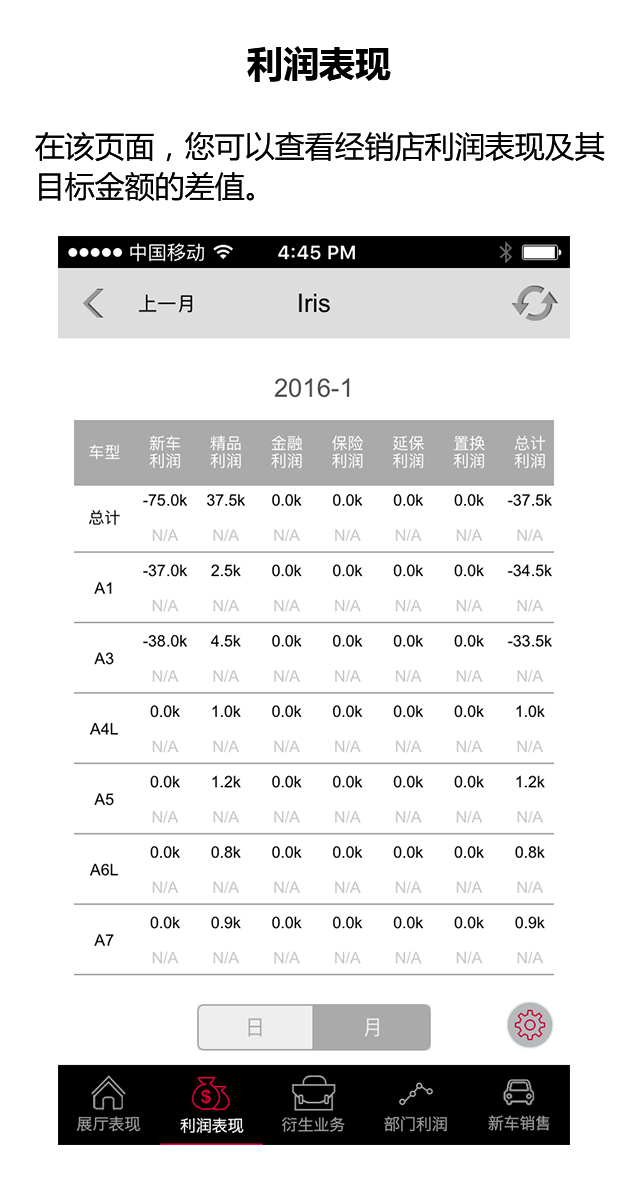 利润表现
在该页面，您可以查看经销店利润表现及其
目标金额的差值。
中国移动 4:45 PM
上一月 Iris
2016-1
车型 新车利润 精品利润 金融利润 保险利润 延保利润 置换利润 总计利润
总计 -75.0k 37.5k 0.0k 0.0k 0.0k 0.0k -37.5k
N/A N/A N/A N/A N/A N/A N/A
A1 -37.0k 2.5k 0.0k 0.0k 0.0k 0.0k -34.5k
N/A N/A N/A N/A N/A N/A N/A
A3 -38.0k 4.5k 0.0k 0.0k 0.0k 0.0k -33.5k
N/A N/A N/A N/A N/A N/A N/A
A4L 0.0k 1.0k 0.0k 0.0k 0.0k 0.0k 1.0k
N/A N/A N/A N/A N/A N/A N/A
A5 0.0k 1.2k 0.0k 0.0k 0.0k 0.0k 1.2k
N/A N/A N/A N/A N/A N/A N/A
A6L 0.0k 0.8k 0.0k 0.0k 0.0k 0.0k 0.8k
N/A N/A N/A N/A N/A N/A N/A
A7 0.0k 0.9k 0.0k 0.0k 0.0k 0.0k 0.9k
N/A N/A N/A N/A N/A N/A N/A
日 月
展厅表现 利润表现 衍生业务 部门利润 新车销售